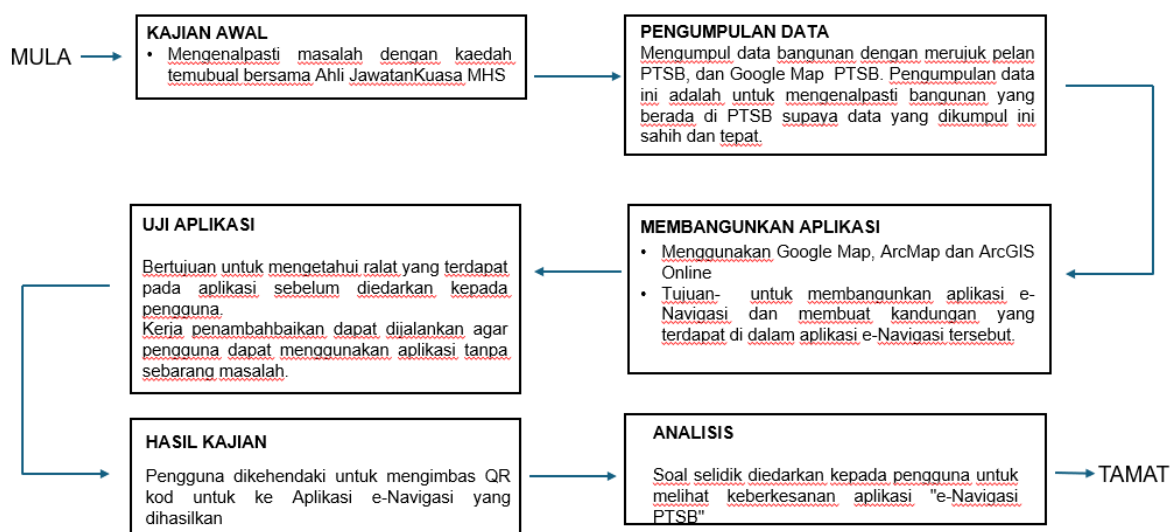 MULA
KAJIAN AWAL
• Mengenalpasti masalah dengan kaedah
temubual bersama Ahli JawatanKuasa MHS
PENGUMPULAN DATA
Mengumpul data bangunan dengan merujuk pelan
PTSB, dan Google Map PTSB. Pengumpulan data
ini adalah untuk mengenalpasti bangunan yang
berada di PTSB supaya data yang dikumpul ini
sahih dan tepat.
MEMBANGUNKAN APLIKASI
• Menggunakan Google Map, ArcMap dan ArcGIS
Online
• Tujuan- untuk membangunkan aplikasi e-
Navigasi dan membuat kandungan yang
terdapat di dalam aplikasi e-Navigasi tersebut.
UJI APLIKASI
Bertujuan untuk mengetahui ralat yang terdapat
pada aplikasi sebelum diedarkan kepada
pengguna.
Kerja penambahbaikan dapat dijalankan agar
pengguna dapat menggunakan aplikasi tanpa
sebarang masalah.
HASIL KAJIAN
Pengguna dikehendaki untuk mengimbas QR
kod untuk ke Aplikasi e-Navigasi yang
dihasilkan
ANALISIS
Soal selidik diedarkan kepada pengguna untuk
melihat keberkesanan aplikasi "e-Navigasi
PTSB"
TAMAT